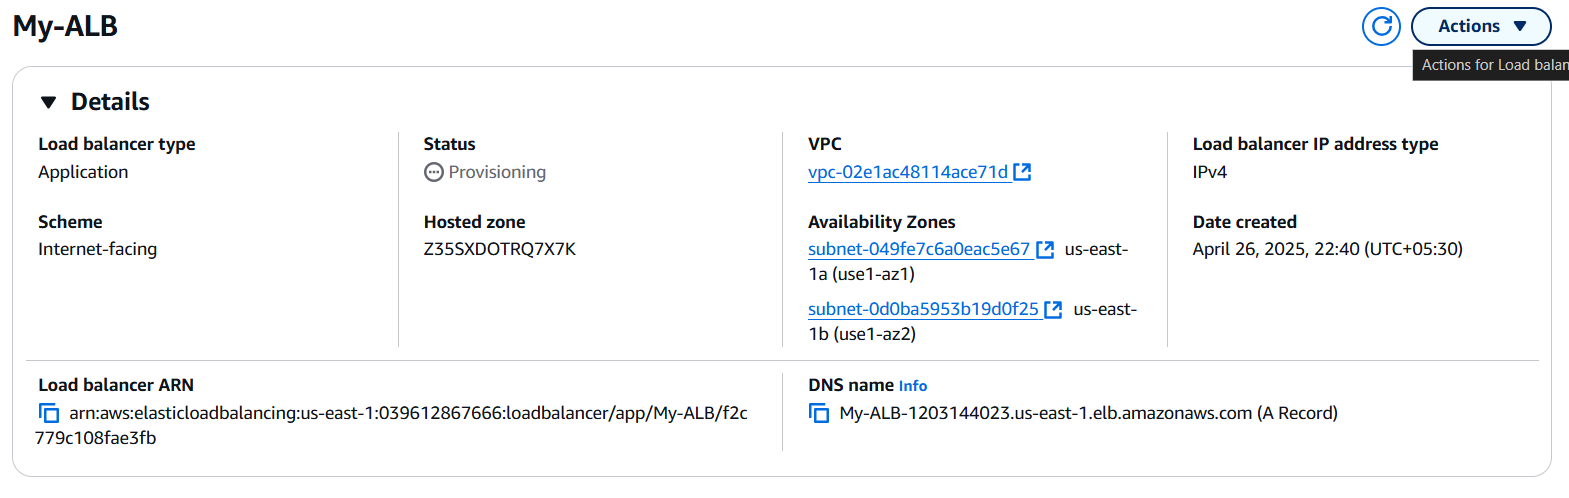 My-ALB
Actions
Actions for Load balan
Details
Load balancer type
Application
Status
Provisioning
VPC
vpc-02e1ac48114ace71d
Load balancer IP address type
IPv4
Scheme
Internet-facing
Hosted zone
Z35SXDOTRQ7X7K
Availability Zones
subnet-049fe7c6a0eac5e67 us-east-
1a (use1-az1)
subnet-0d0ba5953b19d0f25 us-east-
1b (use1-az2)
Date created
April 26, 2025, 22:40 (UTC+05:30)
Load balancer ARN
arn:aws:elasticloadbalancing:us-east-1:039612867666:loadbalancer/app/My-ALB/f2c
779c108fae3fb
DNS name Info
My-ALB-1203144023.us-east-1.elb.amazonaws.com (A Record)